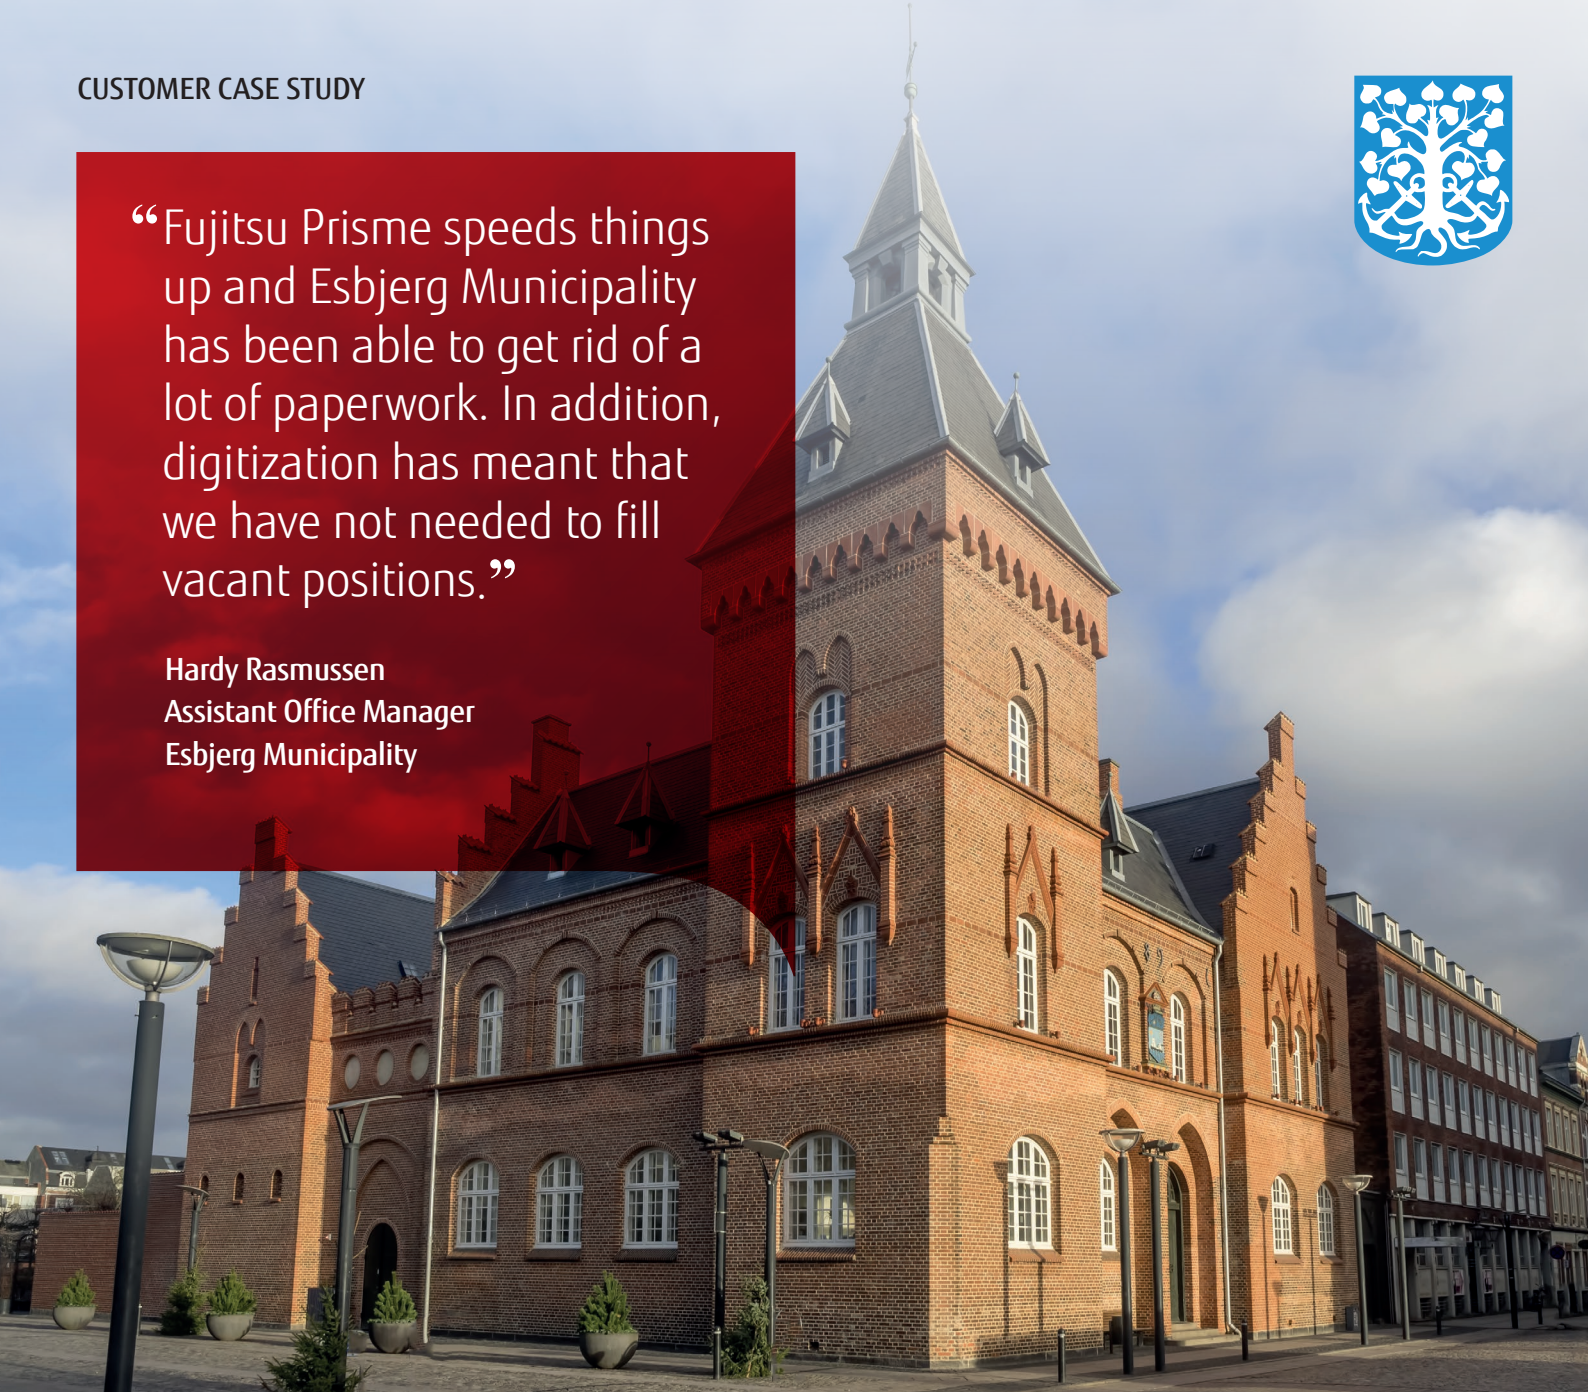 CUSTOMER CASE STUDY
“Fujitsu Prisme speeds things
up and Esbjerg Municipality
has been able to get rid of a
lot of paperwork. In addition,
digitization has meant that
we have not needed to fill
vacant positions.”
Hardy Rasmussen
Assistant Office Manager
Esbjerg Municipality